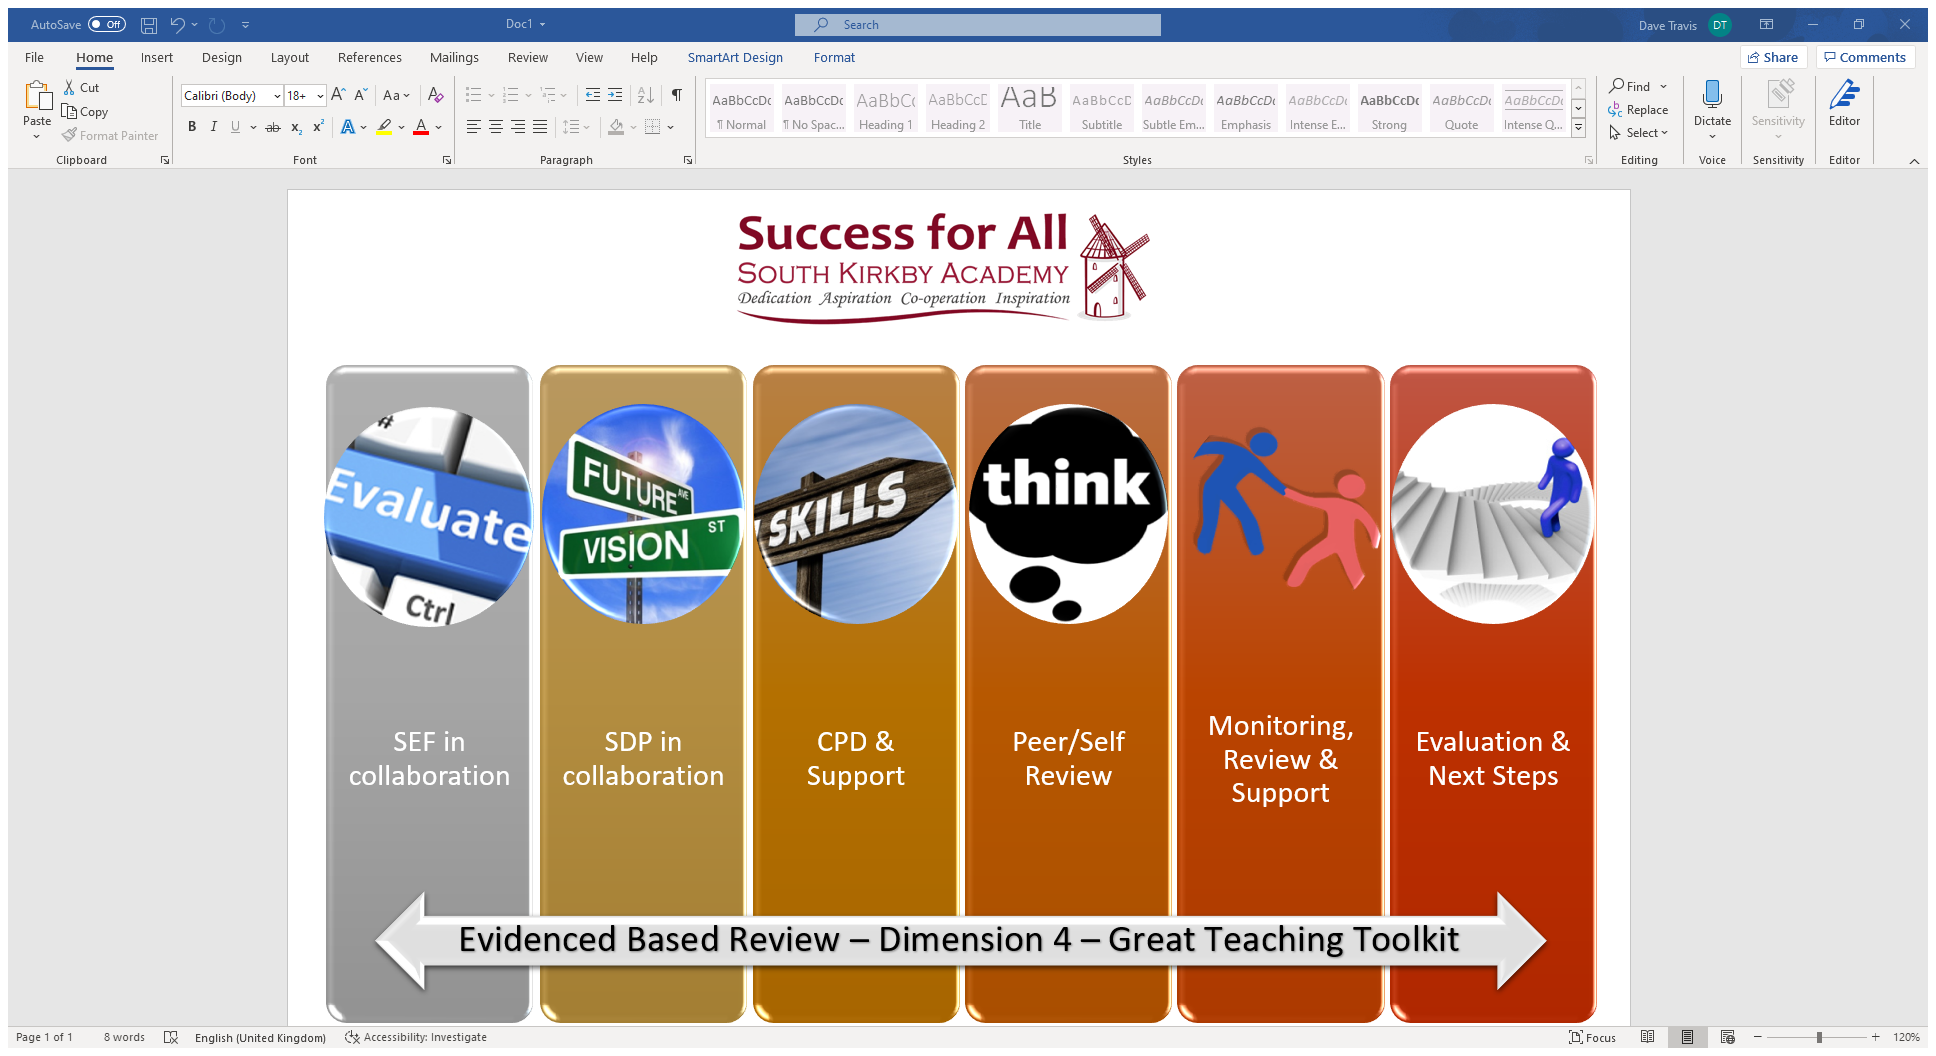 AutoSave Off Doc1 Search Dave Travis DT
File Home Insert Design Layout References Mailings Review View Help SmartArt Design Format Share Comments
Paste
Cut
Copy
Format Painter
Clipboard
Calibri (Body) 18+ A A Aa A
B I U ab x₂ x² A A
Font
Paragraph
AaBbCcDc AaBbCcDc AaBbCc AaBbCcD AaB AaBbCcD AaBbCcDc AaBbCcDc AaBbCcDc AaBbCcDc AaBbCcDc AaBbCcDc
¶ Normal ¶ No Spac... Heading 1 Heading 2 Title Subtitle Subtle Em... Emphasis Intense E... Strong Quote Intense Q...
Styles
Find
Replace
Select
Editing
Dictate
Voice
Sensitivity
Sensitivity
Editor
Editor
Success for All
SOUTH KIRKBY ACADEMY
Dedication Aspiration Co-operation Inspiration
#
Evaluate
Ctrl
FUTURE AVE
VISION ST
SKILLS
think
SEF in
collaboration
SDP in
collaboration
CPD &
Support
Peer/Self
Review
Monitoring,
Review &
Support
Evaluation &
Next Steps
Evidenced Based Review – Dimension 4 – Great Teaching Toolkit
Page 1 of 1 8 words English (United Kingdom) Accessibility: Investigate Focus 120%